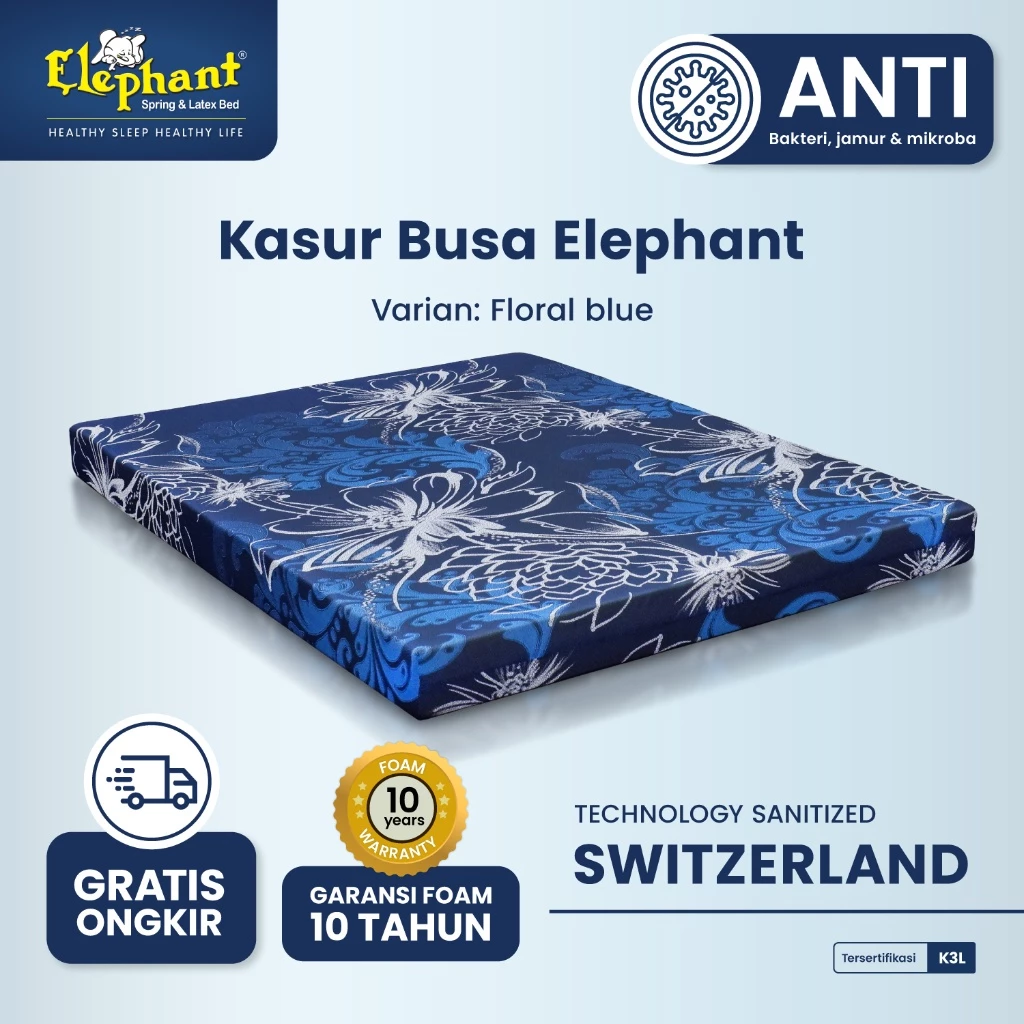 Elephant®
Spring & Latex Bed
HEALTHY SLEEP HEALTHY LIFE
ANTI
Bakteri, jamur & mikroba
Kasur Busa Elephant
Varian: Floral blue
GRATIS
ONGKIR
FOAM
10
years
WARRANTY
GARANSI FOAM
10 TAHUN
TECHNOLOGY SANITIZED
SWITZERLAND
Tersertifikasi K3L